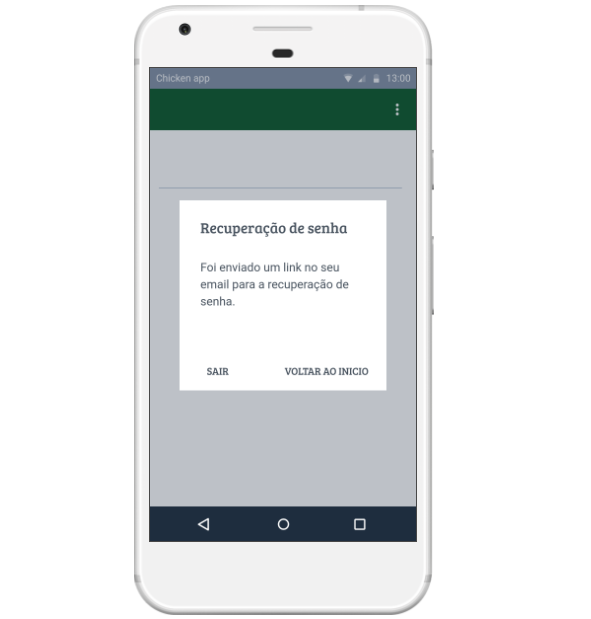 Chicken app 13:00
Recuperação de senha
Foi enviado um link no seu
email para a recuperação de
senha.
SAIR VOLTAR AO INICIO